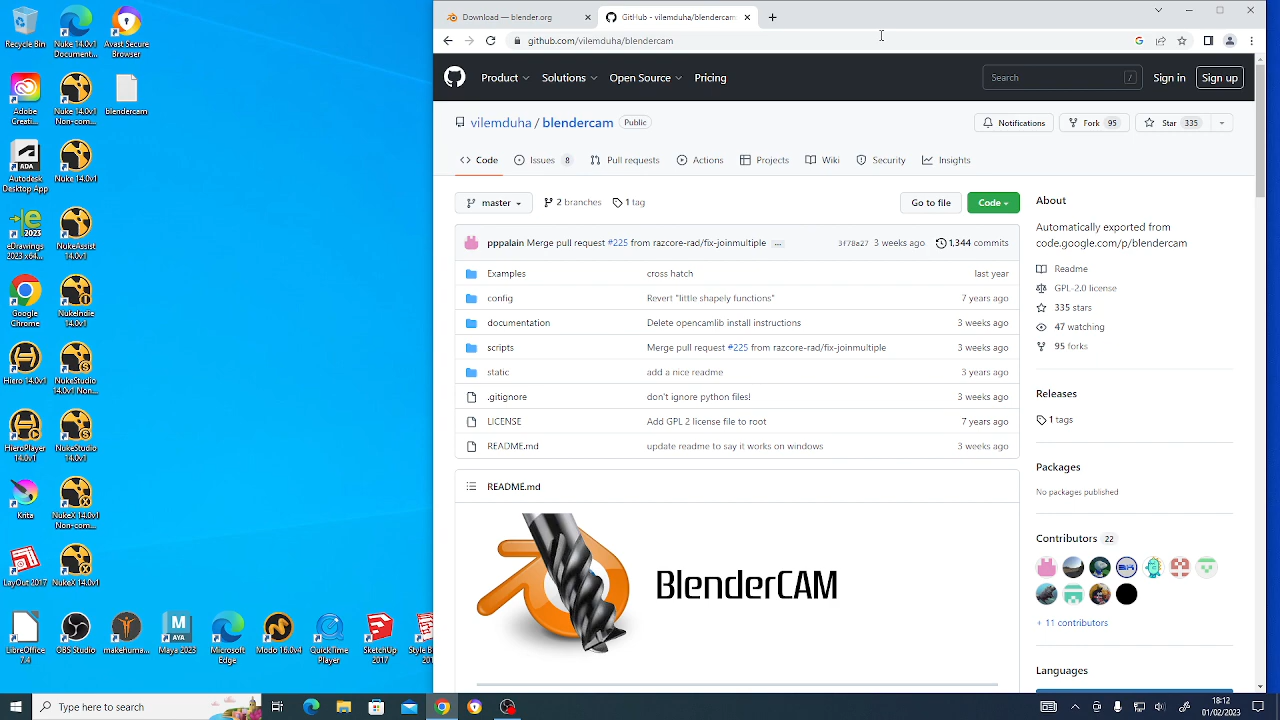 Recycle Bin
Nuke 14.0v1
Document...
Avast Secure
Browser
Adobe
Creati...
Nuke 14.0v1
Non-com...
blendercam
ADA
Autodesk
Desktop App
Nuke 14.0v1
2023
eDrawings
2023 x64...
NukeAssist
14.0v1
Google
Chrome
NukeIndie
14.0v1
Hiero 14.0v1
NukeStudio
14.0v1 Non...
HieroPlayer
14.0v1
NukeStudio
14.0v1
Krita
NukeX 14.0v1
Non-com...
LayOut 2017
NukeX 14.0v1
LibreOffice
7.4
OBS Studio
makehuma...
M
AYA
Maya 2023
Microsoft
Edge
Modo 16.0v4
QuickTime
Player
SketchUp
2017
Style B
201
Download — blender.org
GitHub - vilemduha/blendercam
github.com/vilemduha/blendercam
Product
Solutions
Open Source
Pricing
Search
/
Sign in
Sign up
vilemduha / blendercam
Public
Notifications
Fork 95
Star 335
Code
Issues 8
Pull requests
Actions
Projects
Wiki
Security
Insights
master
2 branches
1 tag
Go to file
Code
pppalain Merge pull request #225 from razcore-rad/fix-joinmultiple ... 3f78a27 3 weeks ago 1,344 commits
Examples cross hatch last year
config Revert "little shapely functions" 7 years ago
documentation Delete opencamlib install instructions 3 weeks ago
scripts Merge pull request #225 from razcore-rad/fix-joinmultiple 3 weeks ago
static add a nice readme 3 years ago
.gitignore don't ignore python files! 3 weeks ago
LICENSE Add GPL 2 license file to root 7 years ago
README.md update readme to say it works on windows 3 weeks ago
README.md
BlenderCAM
About
Automatically exported from
code.google.com/p/blendercam
Readme
GPL-2.0 license
335 stars
47 watching
95 forks
Releases
1 tags
Packages
No packages published
Contributors 22
+ 11 contributors
Languages
Type here to search
18:12
01/02/2023